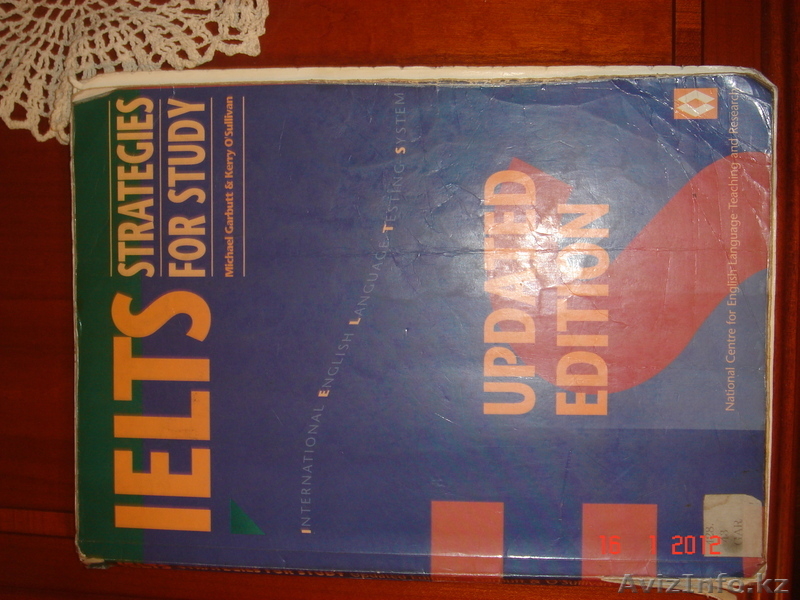 IELTS
STRATEGIES
FOR STUDY
Michael Garbutt & Kerry O'Sullivan
INTERNATIONAL ENGLISH LANGUAGE TESTING SYSTEM
UPDATED
EDITION
National Centre for English Language Teaching and Research
GAR
16 1 2012
AvizInfo.kz